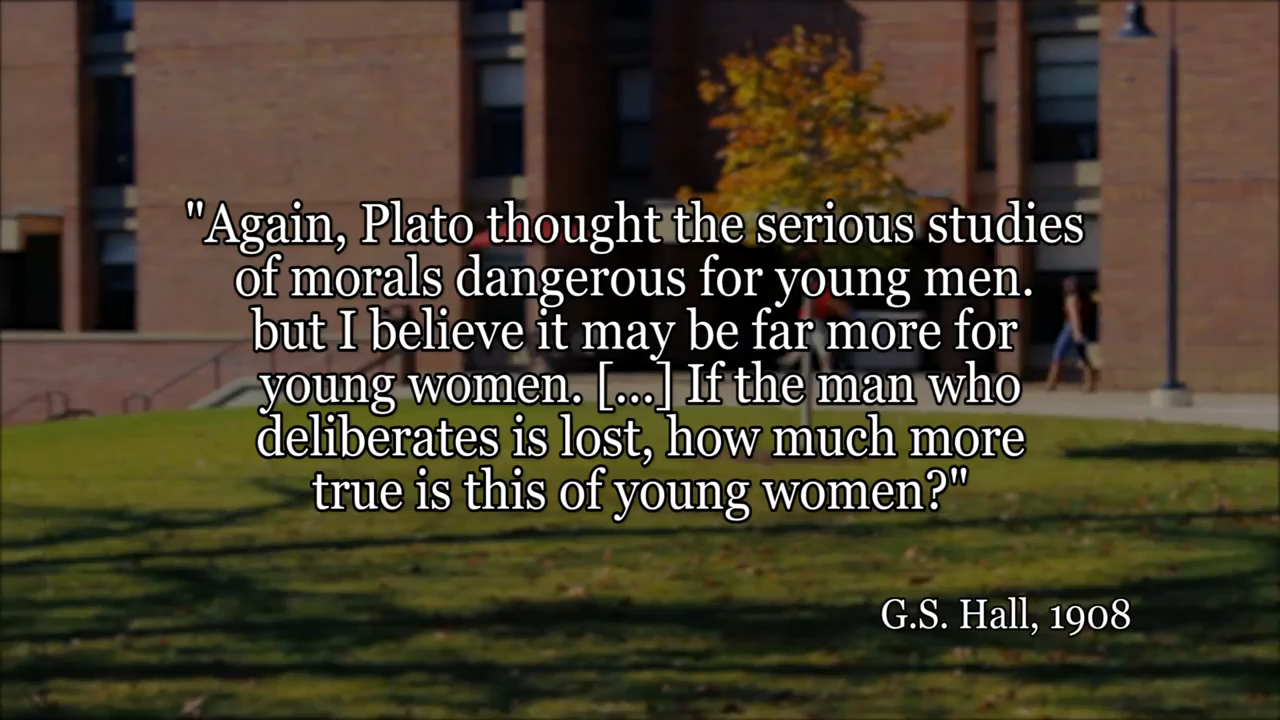 "Again, Plato thought the serious studies
of morals dangerous for young men.
but I believe it may be far more for
young women. [...] If the man who
deliberates is lost, how much more
true is this of young women?"
G.S. Hall, 1908